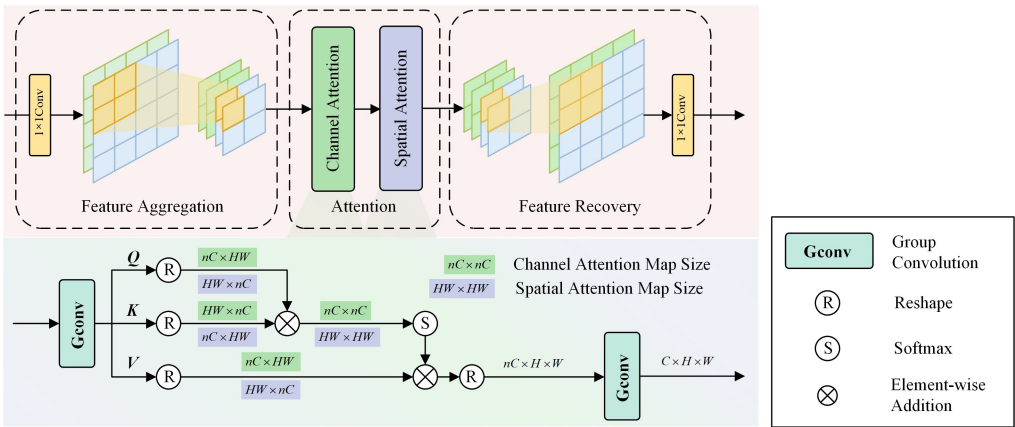 1×1Conv
Channel Attention
Spatial Attention
1×1Conv
Feature Aggregation
Attention
Feature Recovery
Gconv
Q
R
nC×HW
HW×nC
K
R
HW×nC
nC×HW
nC×nC
HW×HW
S
V
R
nC×HW
HW×nC
R
nC×H×W
Gconv
C×H×W
nC×nC Channel Attention Map Size
HW×HW Spatial Attention Map Size
Gconv Group
Convolution
R Reshape
S Softmax
Element-wise
Addition